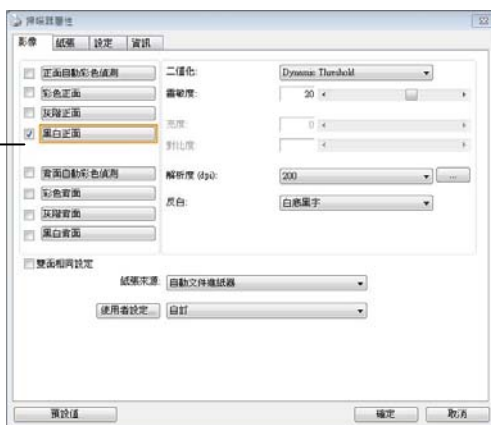 掃描器屬性
影像 紙張 設定 資訊
正面自動彩色偵測
彩色正面
灰階正面
黑白正面
背面自動彩色偵測
彩色背面
灰階背面
黑白背面
二值化: Dynamic Threshold
靈敏度: 20
亮度: 0
對比度:
解析度 (dpi): 200 ...
反白: 白底黑字
雙面相同設定
紙張來源: 自動文件進紙器
使用者設定... 自訂
預設值 確定 取消